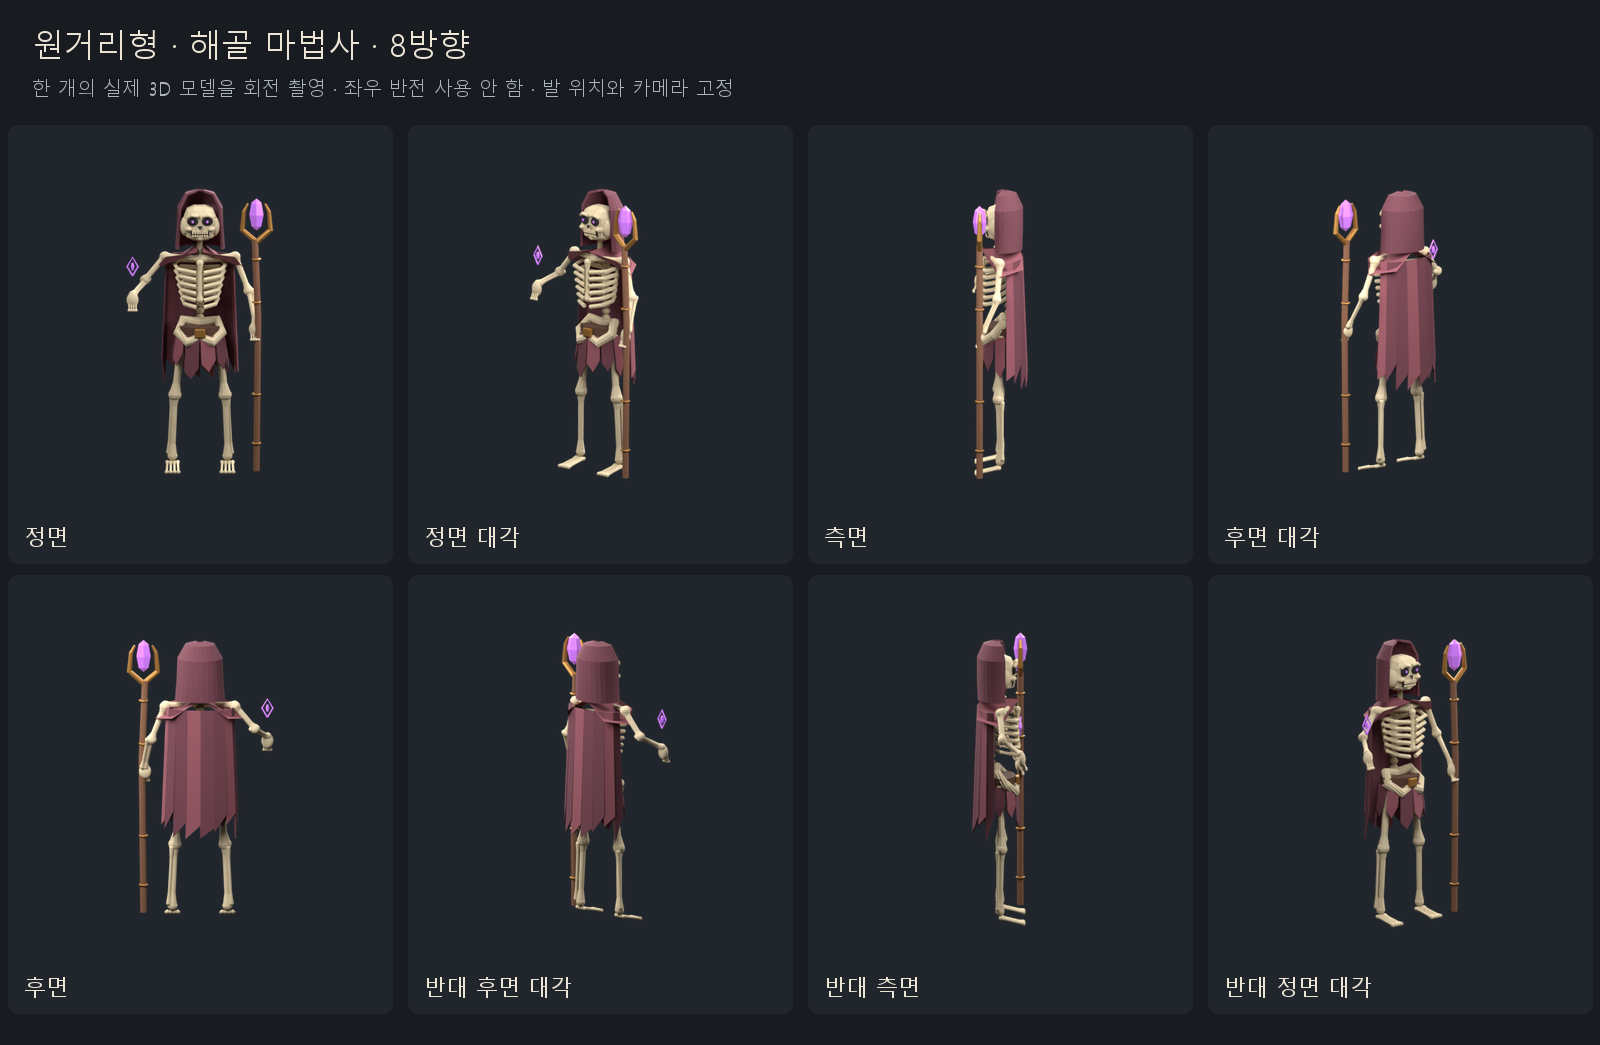 원거리형 · 해골 마법사 · 8방향
한 개의 실제 3D 모델을 회전 촬영 · 좌우 반전 사용 안 함 · 발 위치와 카메라 고정
정면
정면 대각
측면
후면 대각
후면
반대 후면 대각
반대 측면
반대 정면 대각